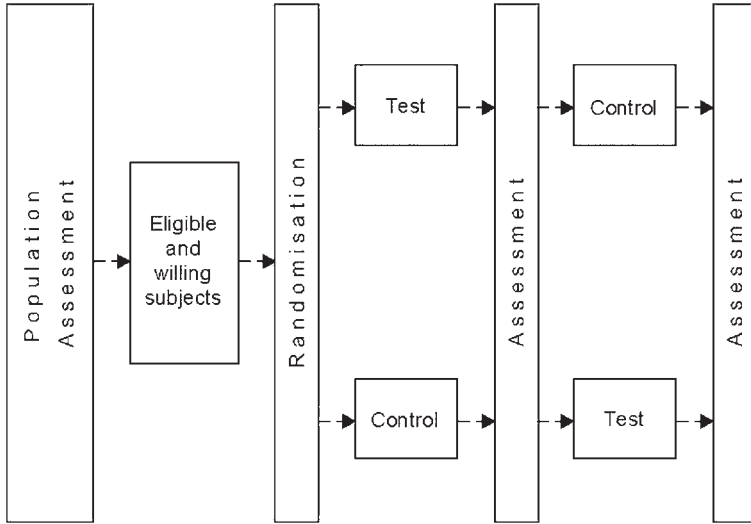 Population
Assessment
Eligible
and
willing
subjects
Randomisation
Test
Control
Assessment
Control
Test
Assessment